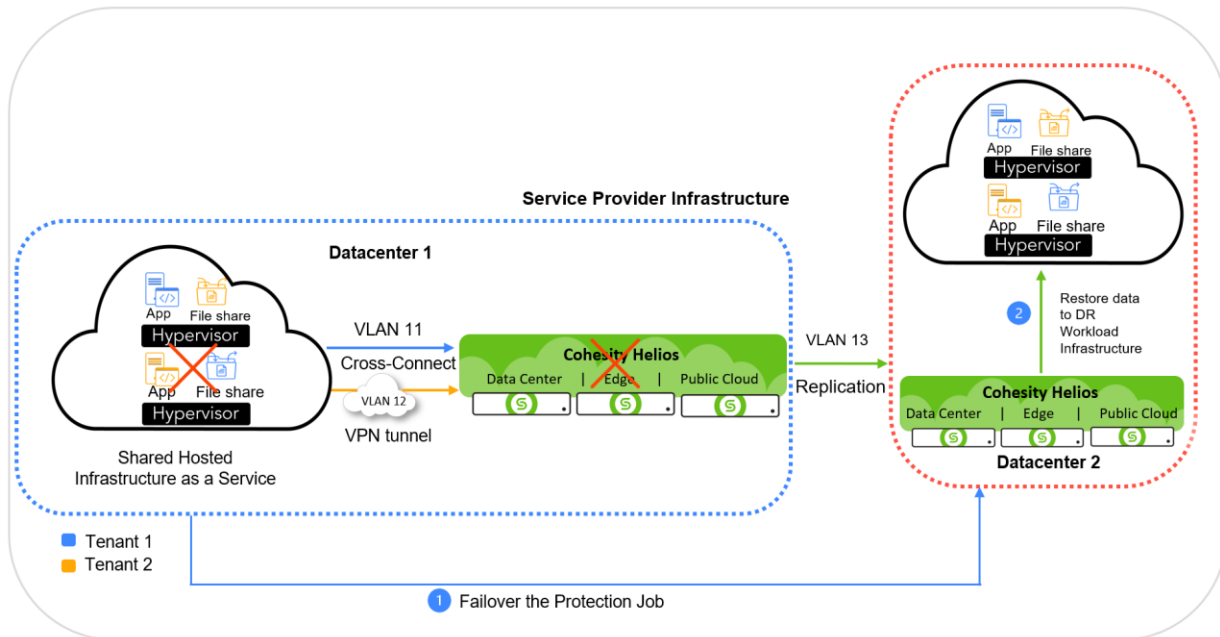 App
File share
Hypervisor
App
File share
Hypervisor
Service Provider Infrastructure
Datacenter 1
App
File share
Hypervisor
App
File share
Hypervisor
Shared Hosted
Infrastructure as a Service
VLAN 11
Cross-Connect
VLAN 12
VPN tunnel
Cohesity Helios
Data Center | Edge | Public Cloud
VLAN 13
Replication
2
Restore data
to DR
Workload
Infrastructure
Cohesity Helios
Data Center | Edge | Public Cloud
Datacenter 2
Tenant 1
Tenant 2
1 Failover the Protection Job